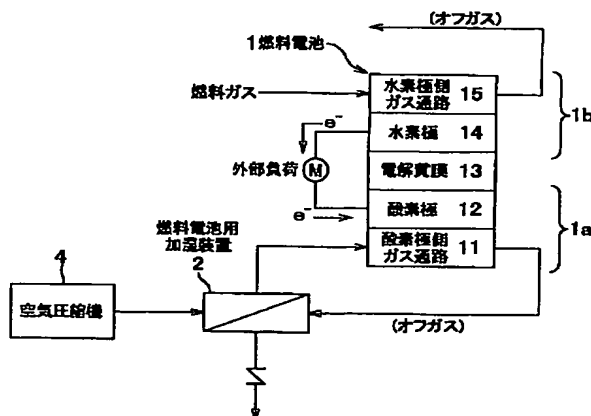 (オフガス)
1燃料電池
燃料ガス
水素極側
ガス通路 15
1b
e⁻
水素極 14
外部負荷 M
電解質膜 13
e⁻
酸素極 12
1a
酸素極側
ガス通路 11
燃料電池用
加湿装置
2
4
空気圧縮機
(オフガス)